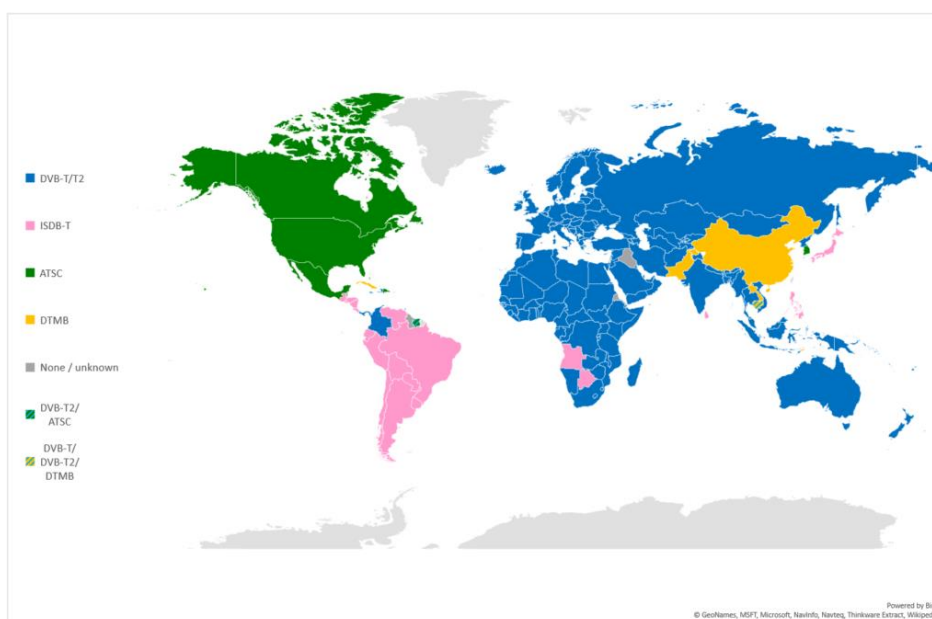 DVB-T/T2
ISDB-T
ATSC
DTMB
None / unknown
DVB-T2/
ATSC
DVB-T/
DVB-T2/
DTMB
Powered by Bi
© GeoNames, MSFT, Microsoft, NavInfo, Navteq, Thinkware Extract, Wikiped